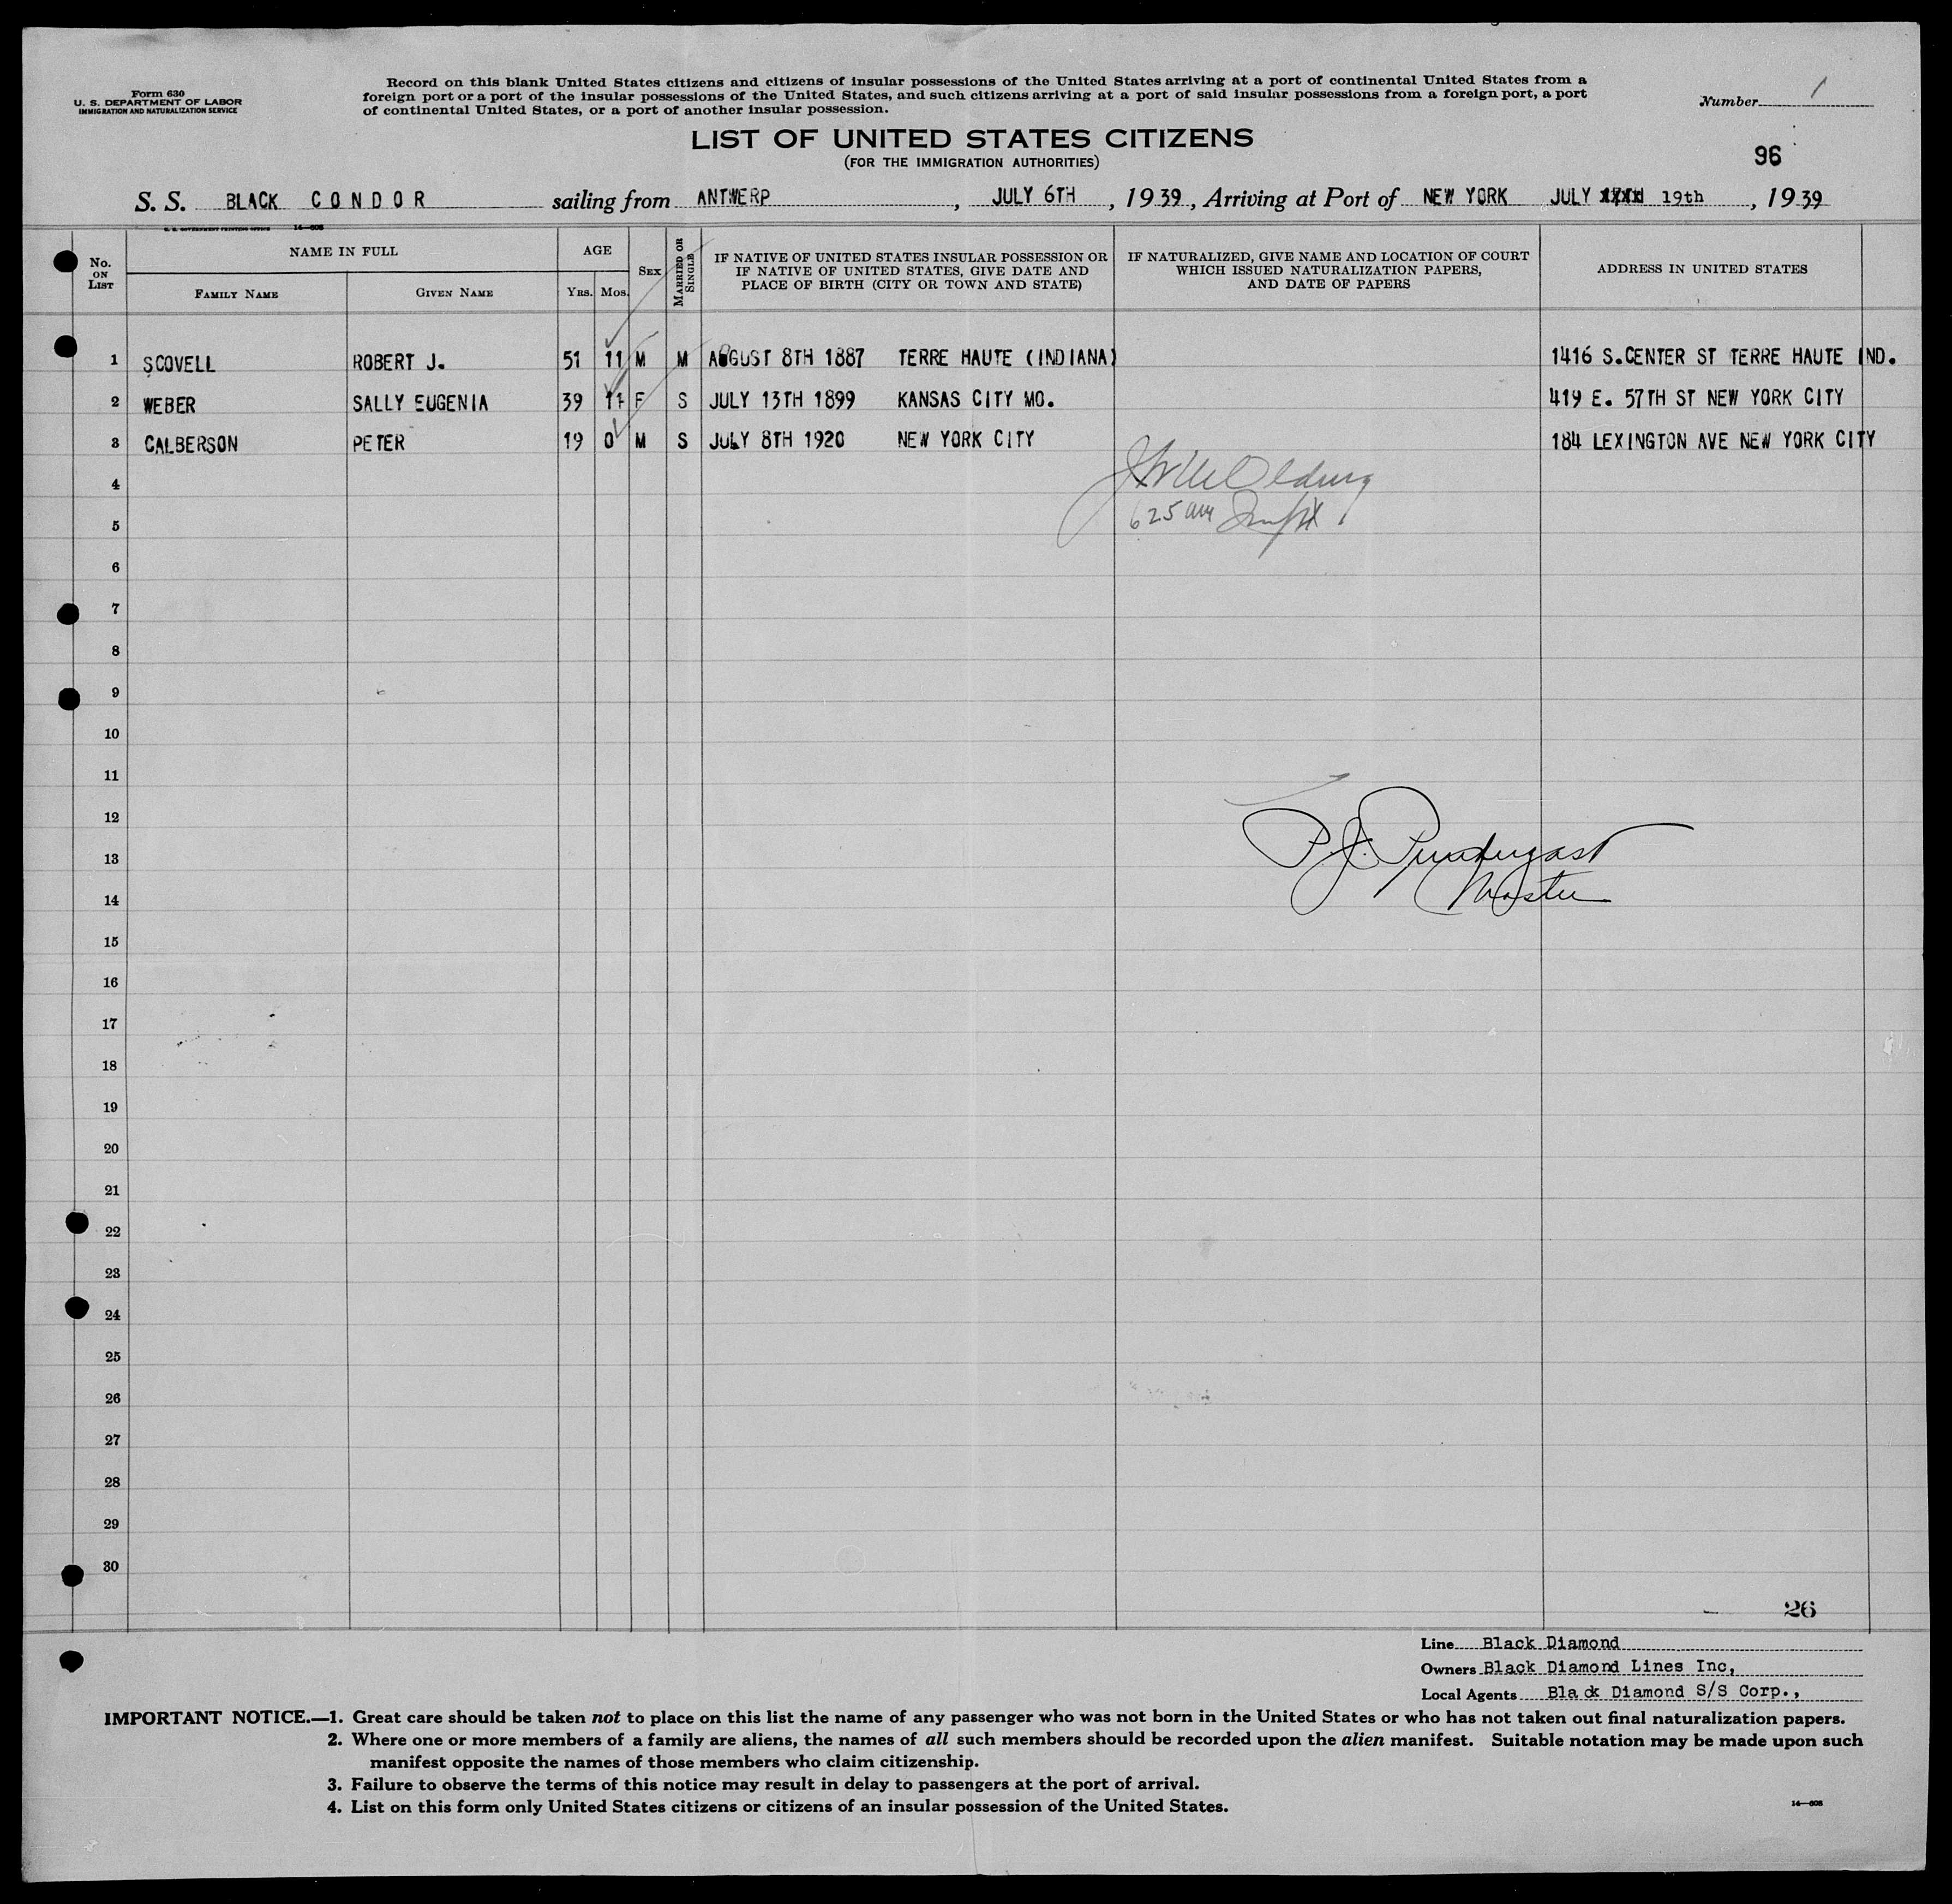 Form 630
U. S. DEPARTMENT OF LABOR
IMMIGRATION AND NATURALIZATION SERVICE
Record on this blank United States citizens and citizens of insular possessions of the United States arriving at a port of continental United States from a
foreign port or a port of the insular possessions of the United States, and such citizens arriving at a port of said insular possessions from a foreign port, a port
of continental United States, or a port of another insular possession.
Number 1
LIST OF UNITED STATES CITIZENS
(FOR THE IMMIGRATION AUTHORITIES)
96
S. S. BLACK CONDOR sailing from ANTWERP, JULY 6TH, 1939, Arriving at Port of NEW YORK JULY 19th, 1939
U. S. GOVERNMENT PRINTING OFFICE 14—608
No. ON LIST
NAME IN FULL
FAMILY NAME
GIVEN NAME
AGE
YRS. MOS.
SEX
MARRIED OR SINGLE
IF NATIVE OF UNITED STATES INSULAR POSSESSION OR
IF NATIVE OF UNITED STATES, GIVE DATE AND
PLACE OF BIRTH (CITY OR TOWN AND STATE)
IF NATURALIZED, GIVE NAME AND LOCATION OF COURT
WHICH ISSUED NATURALIZATION PAPERS,
AND DATE OF PAPERS
ADDRESS IN UNITED STATES
1 SCOVELL ROBERT J. 51 11 M M AUGUST 8TH 1887 TERRE HAUTE (INDIANA) 1416 S.CENTER ST TERRE HAUTE IND.
2 WEBER SALLY EUGENIA 39 11 F S JULY 13TH 1899 KANSAS CITY MO. 419 E. 57TH ST NEW YORK CITY
3 CALBERSON PETER 19 0 M S JULY 8TH 1920 NEW YORK CITY 184 LEXINGTON AVE NEW YORK CITY
4
5 625 am
6
7
8
9
10
11
12
13 P. J. Pendergast
14 Master
15
16
17
18
19
20
21
22
23
24
25
26
27
28
29
30
26
Line Black Diamond
Owners Black Diamond Lines Inc,
Local Agents Black Diamond S/S Corp.,
IMPORTANT NOTICE.—1. Great care should be taken not to place on this list the name of any passenger who was not born in the United States or who has not taken out final naturalization papers.
2. Where one or more members of a family are aliens, the names of all such members should be recorded upon the alien manifest. Suitable notation may be made upon such
manifest opposite the names of those members who claim citizenship.
3. Failure to observe the terms of this notice may result in delay to passengers at the port of arrival.
4. List on this form only United States citizens or citizens of an insular possession of the United States.
14—608